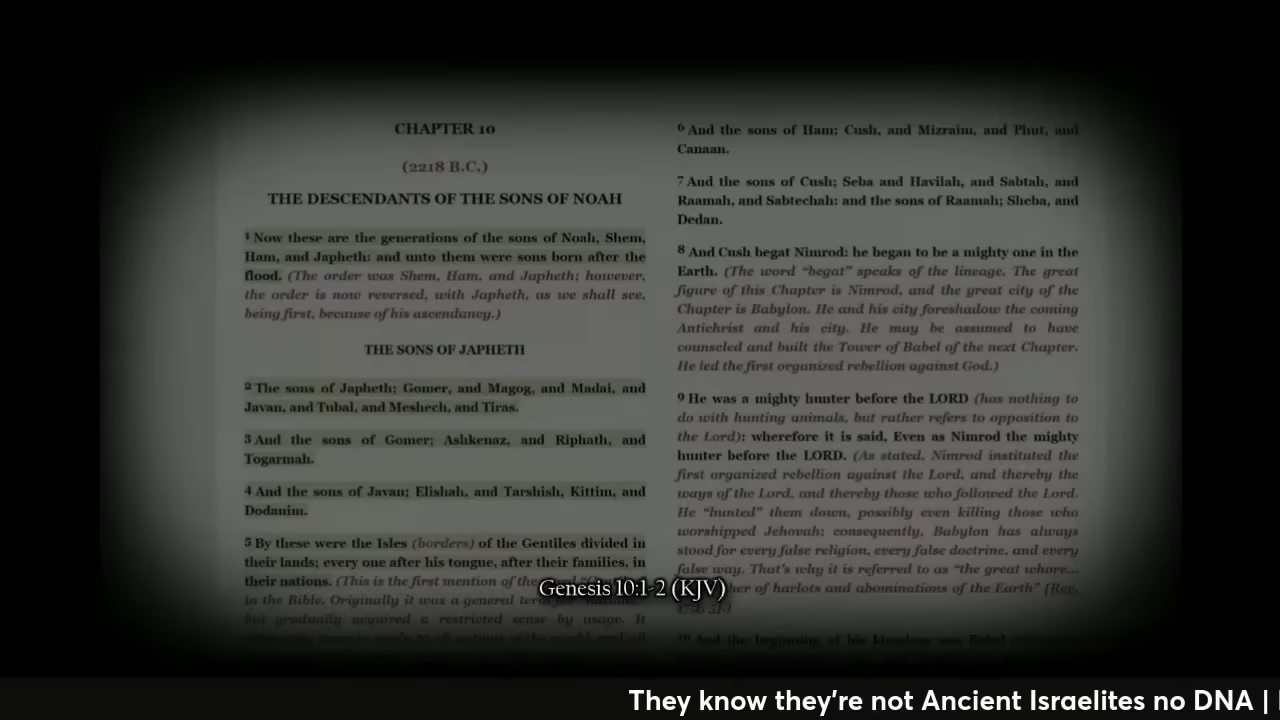 CHAPTER 10
(2218 B.C.)
THE DESCENDANTS OF THE SONS OF NOAH
1 Now these are the generations of the sons of Noah, Shem,
Ham, and Japheth: and unto them were sons born after the
flood. (The order was Shem, Ham, and Japheth; however,
the order is now reversed, with Japheth, as we shall see,
being first, because of his ascendancy.)
THE SONS OF JAPHETH
2 The sons of Japheth; Gomer, and Magog, and Madai, and
Javan, and Tubal, and Meshech, and Tiras.
3 And the sons of Gomer; Ashkenaz, and Riphath, and
Togarmah.
4 And the sons of Javan; Elishah, and Tarshish, Kittim, and
Dodanim.
5 By these were the Isles (borders) of the Gentiles divided in
their lands; every one after his tongue, after their families, in
their nations. (This is the first mention of the
in the Bible. Originally it was a general term
but gradually acquired a restricted sense by usage. It
6 And the sons of Ham; Cush, and Mizraim, and Phut, and
Canaan.
7 And the sons of Cush; Seba and Havilah, and Sabtah, and
Raamah, and Sabtechah: and the sons of Raamah; Sheba, and
Dedan.
8 And Cush begat Nimrod: he began to be a mighty one in the
Earth. (The word “begat” speaks of the lineage. The great
figure of this Chapter is Nimrod, and the great city of the
Chapter is Babylon. He and his city foreshadow the coming
Antichrist and his city. He may be assumed to have
counseled and built the Tower of Babel of the next Chapter.
He led the first organized rebellion against God.)
9 He was a mighty hunter before the LORD (has nothing to
do with hunting animals, but rather refers to opposition to
the Lord): wherefore it is said, Even as Nimrod the mighty
hunter before the LORD. (As stated, Nimrod instituted the
first organized rebellion against the Lord, and thereby the
ways of the Lord, and thereby those who followed the Lord.
He “hunted” them down, possibly even killing those who
worshipped Jehovah; consequently, Babylon has always
stood for every false religion, every false doctrine, and every
false way. That’s why it is referred to as “the great whore...
of harlots and abominations of the Earth” [Rev.
10 And the beginning of his kingdom was Babel
Genesis 10:1-2 (KJV)
They know they're not Ancient Israelites no DNA |